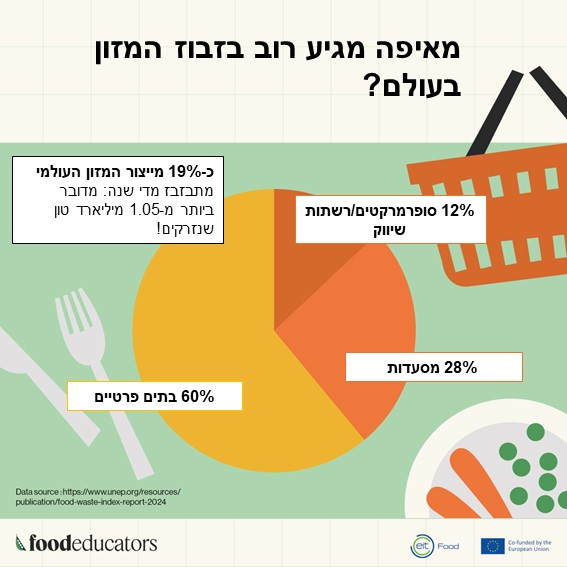 מאיפה מגיע רוב בזבוז המזון
בעולם?
כ-19% מייצור המזון העולמי
מתבזבז מדי שנה: מדובר
ביותר מ-1.05 מיליארד טון
שנזרקים!
12% סופרמרקטים/רשתות
שיווק
28% מסעדות
60% בתים פרטיים
Data source: https://www.unep.org/resources/
publication/food-waste-index-report-2024
foodeducators
eit Food
Co-funded by the
European Union